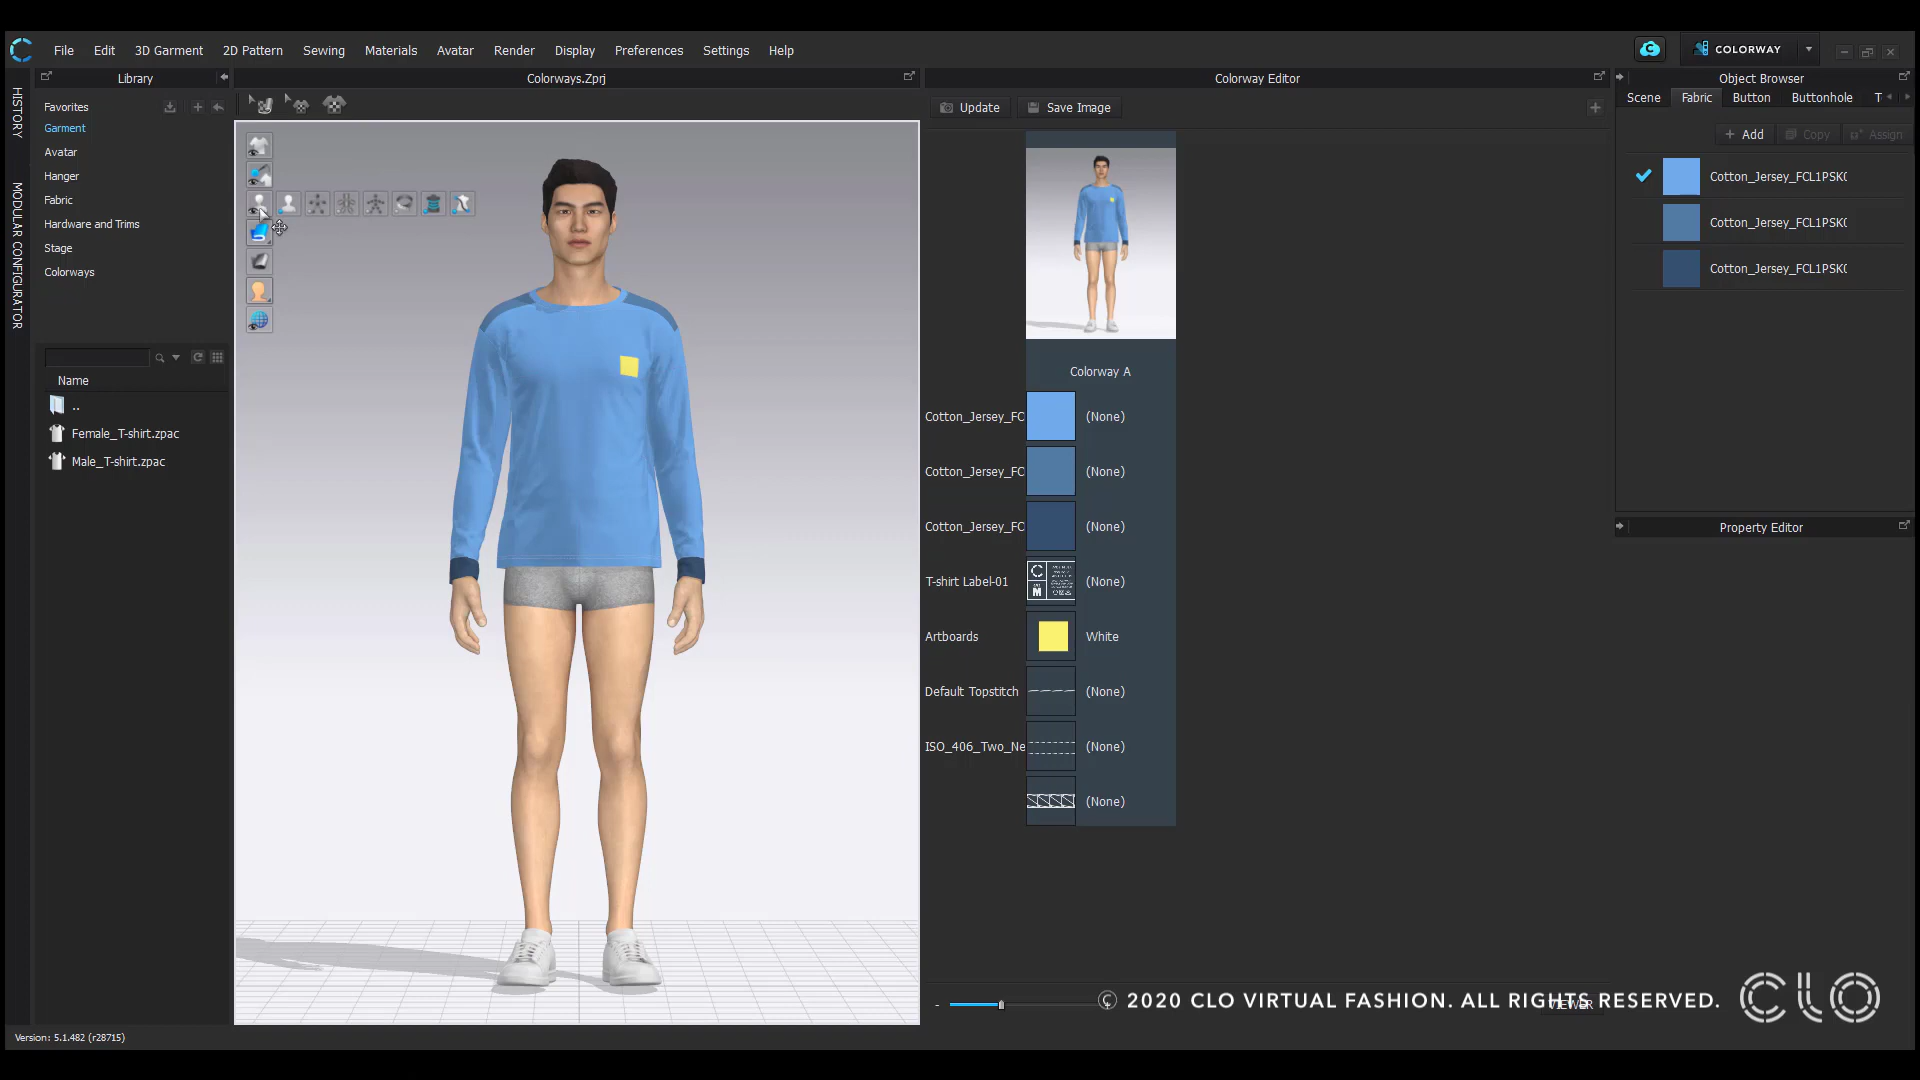 File Edit 3D Garment 2D Pattern Sewing Materials Avatar Render Display Preferences Settings Help
COLORWAY
Library
Colorways.Zprj
Colorway Editor
Object Browser
HISTORY
MODULAR CONFIGURATOR
Favorites
Garment
Avatar
Hanger
Fabric
Hardware and Trims
Stage
Colorways
Name
..
Female_T-shirt.zpac
Male_T-shirt.zpac
Update Save Image
Colorway A
Cotton_Jersey_FC (None)
Cotton_Jersey_FC (None)
Cotton_Jersey_FC (None)
T-shirt Label-01 (None)
Artboards White
Default Topstitch (None)
ISO_406_Two_Ne (None)
(None)
Scene Fabric Button Buttonhole T
+ Add Copy Assign
Cotton_Jersey_FCL1PSK(
Cotton_Jersey_FCL1PSK(
Cotton_Jersey_FCL1PSK(
Property Editor
-
VIEWER
© 2020 CLO VIRTUAL FASHION. ALL RIGHTS RESERVED.
CLO
Version: 5.1.482 (r28715)